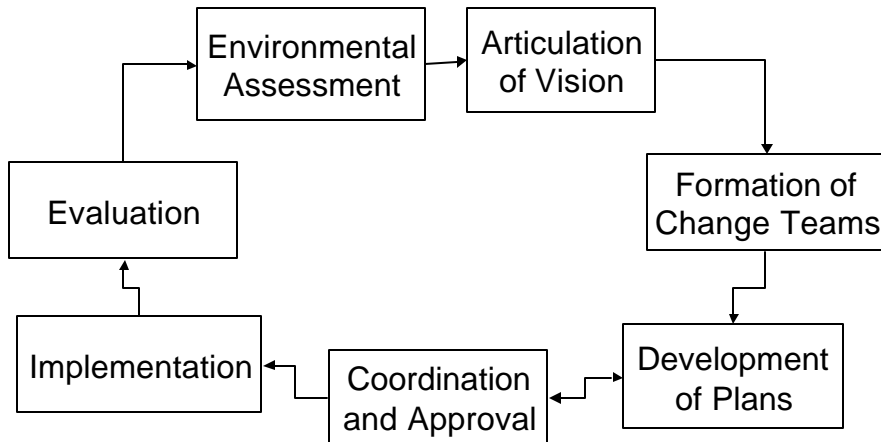 Environmental
Assessment
Articulation
of Vision
Formation of
Change Teams
Development
of Plans
Coordination
and Approval
Implementation
Evaluation